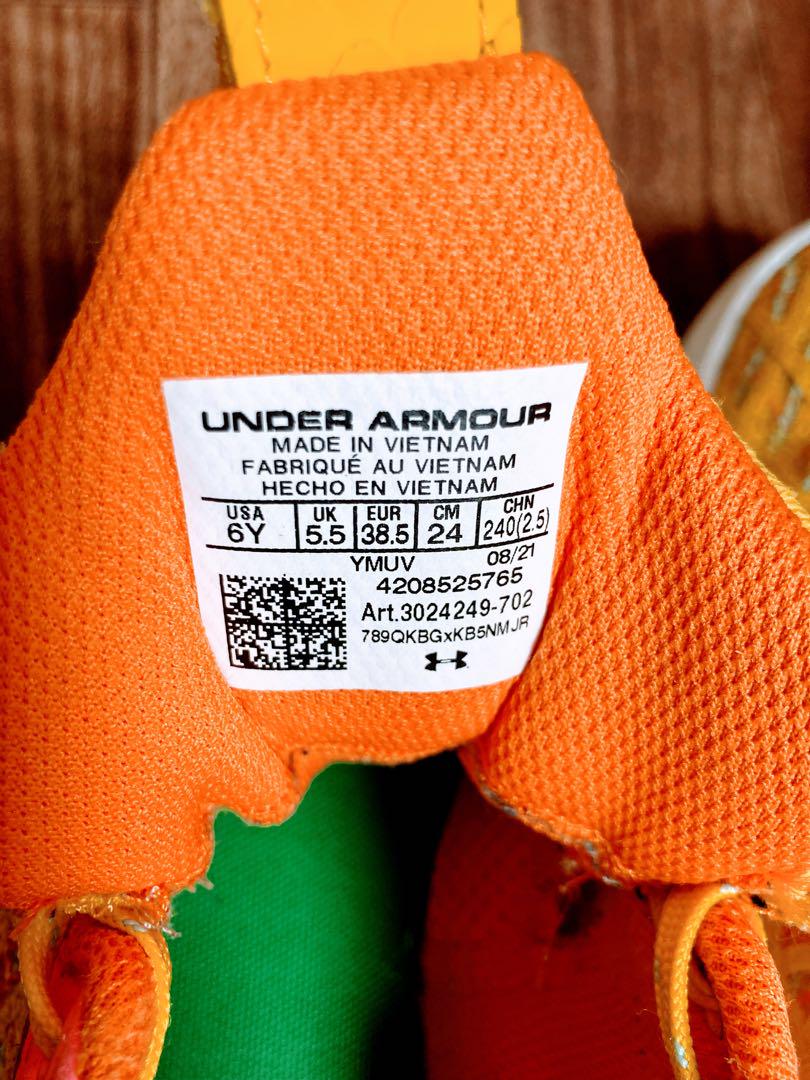 UNDER ARMOUR
MADE IN VIETNAM
FABRIQUÉ AU VIETNAM
HECHO EN VIETNAM
USA UK EUR CM CHN
6Y 5.5 38.5 24 240(2.5)
YMUV 08/21
4208525765
Art.3024249-702
789QKBGxKB5NMJR